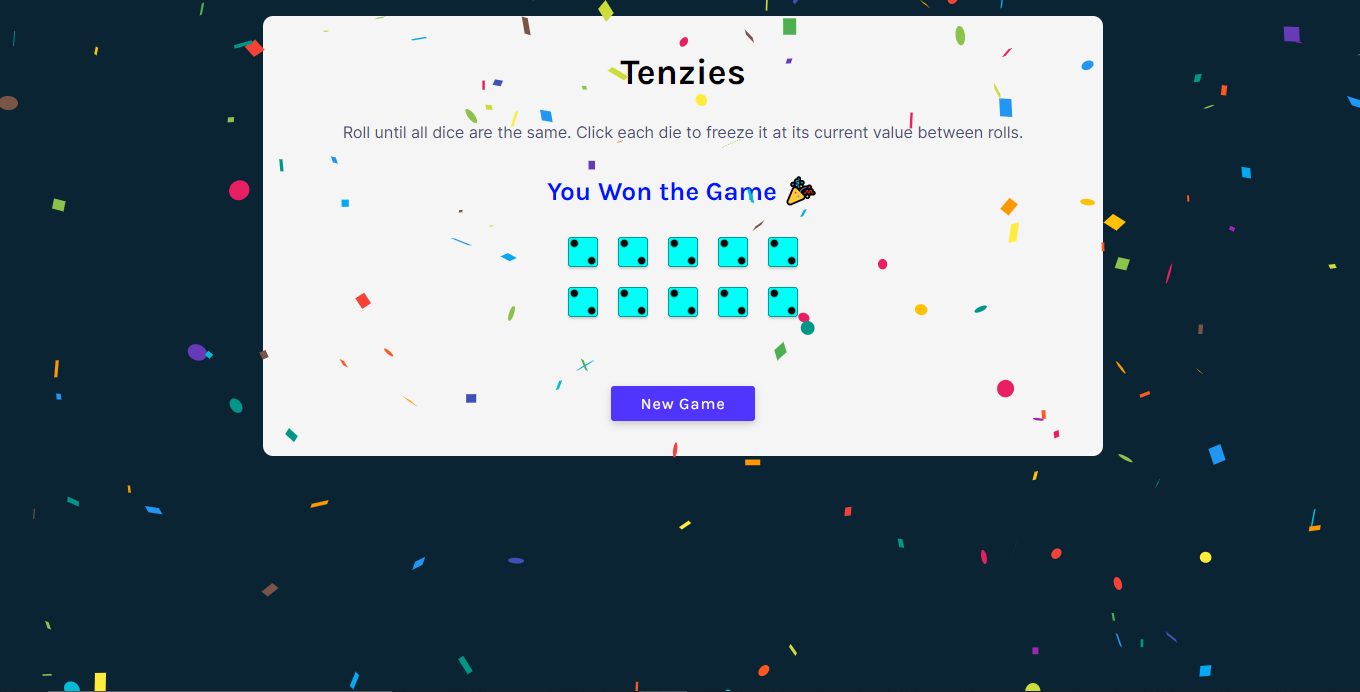 Tenzies
Roll until all dice are the same. Click each die to freeze it at its current value between rolls.
You Won the Game 🎉
New Game